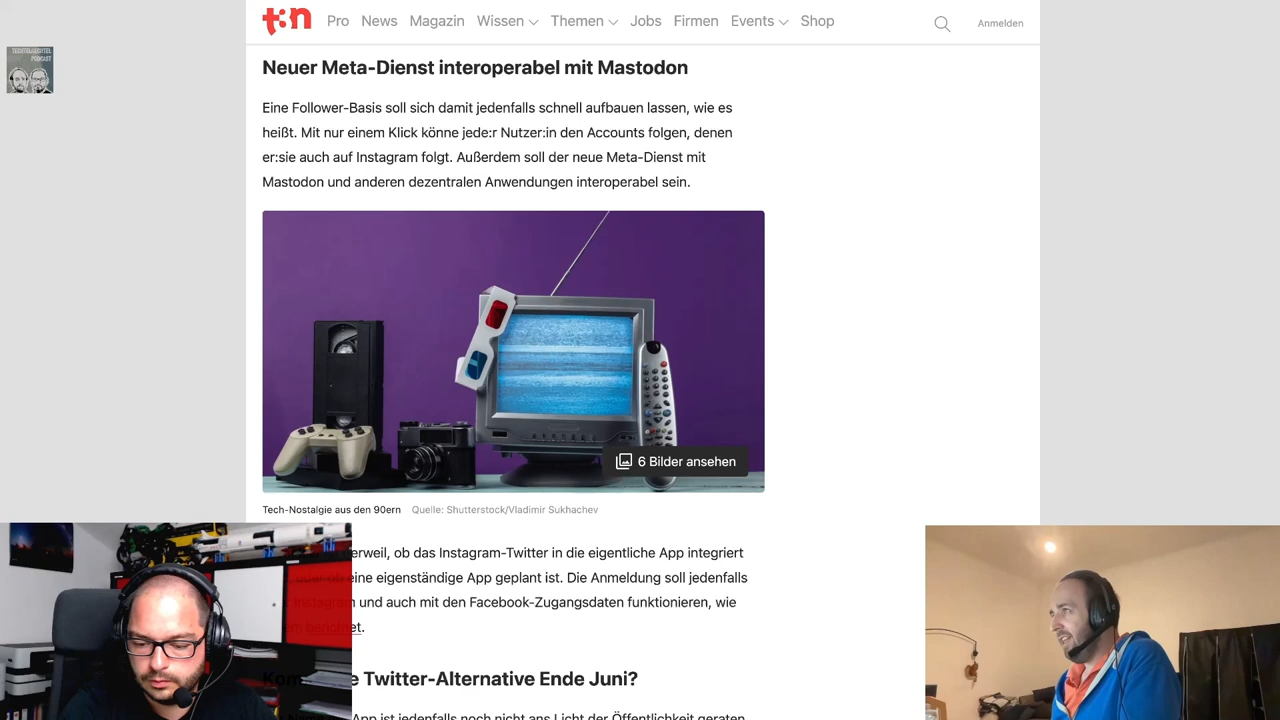 t3n Pro News Magazin Wissen Themen Jobs Firmen Events Shop Anmelden
TECHTELMECHTEL
PODCAST
Neuer Meta-Dienst interoperabel mit Mastodon
Eine Follower-Basis soll sich damit jedenfalls schnell aufbauen lassen, wie es
heißt. Mit nur einem Klick könne jede:r Nutzer:in den Accounts folgen, denen
er:sie auch auf Instagram folgt. Außerdem soll der neue Meta-Dienst mit
Mastodon und anderen dezentralen Anwendungen interoperabel sein.
6 Bilder ansehen
Tech-Nostalgie aus den 90ern Quelle: Shutterstock/Vladimir Sukhachev
ob das Instagram-Twitter in die eigentliche App integriert
eine eigenständige App geplant ist. Die Anmeldung soll jedenfalls
Instagram und auch mit den Facebook-Zugangsdaten funktionieren, wie
berichtet.
Twitter-Alternative Ende Juni?
App ist jedenfalls noch nicht ans Licht der Öffentlichkeit geraten